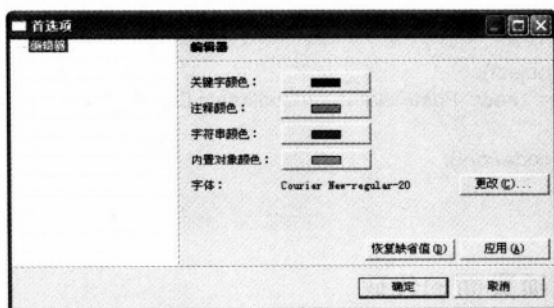 首选项
编辑器
编辑器
关键字颜色：
注释颜色：
字符串颜色：
内置对象颜色：
字体： Courier New-regular-20 更改(C)...
恢复缺省值(D) 应用(A)
确定 取消